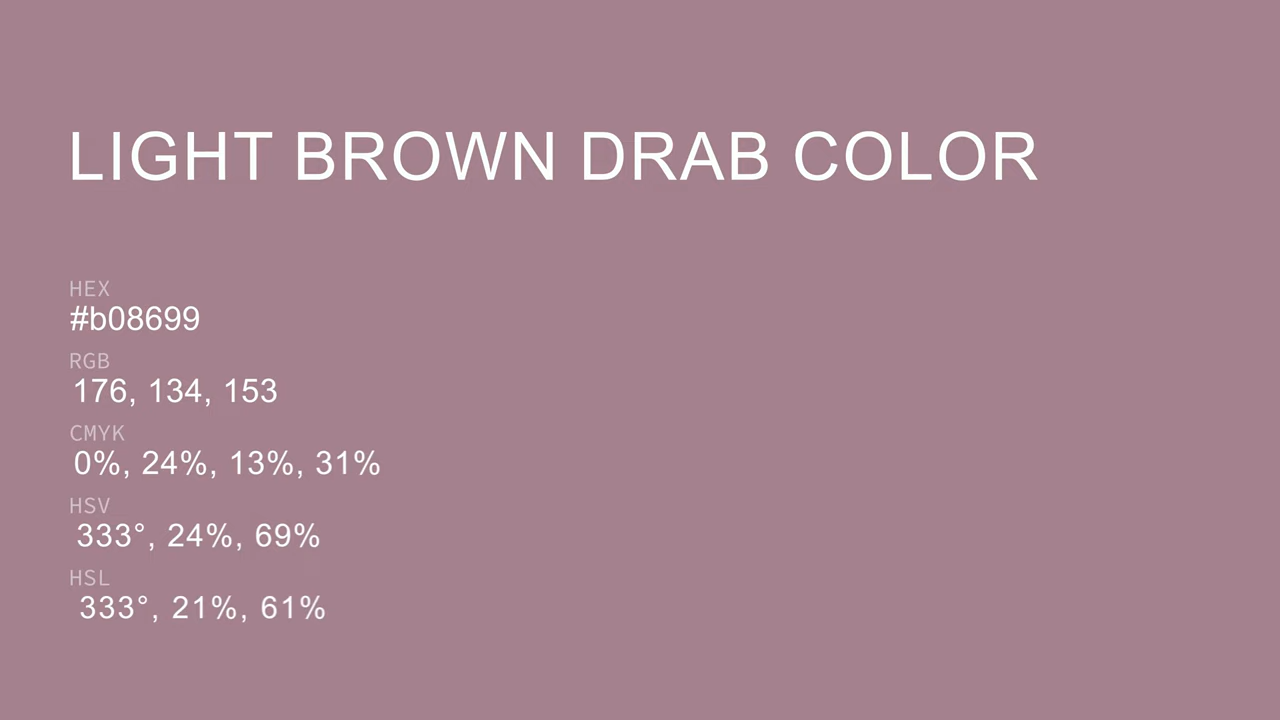 LIGHT BROWN DRAB COLOR
HEX
#b08699
RGB
176, 134, 153
CMYK
0%, 24%, 13%, 31%
HSV
333°, 24%, 69%
HSL
333°, 21%, 61%